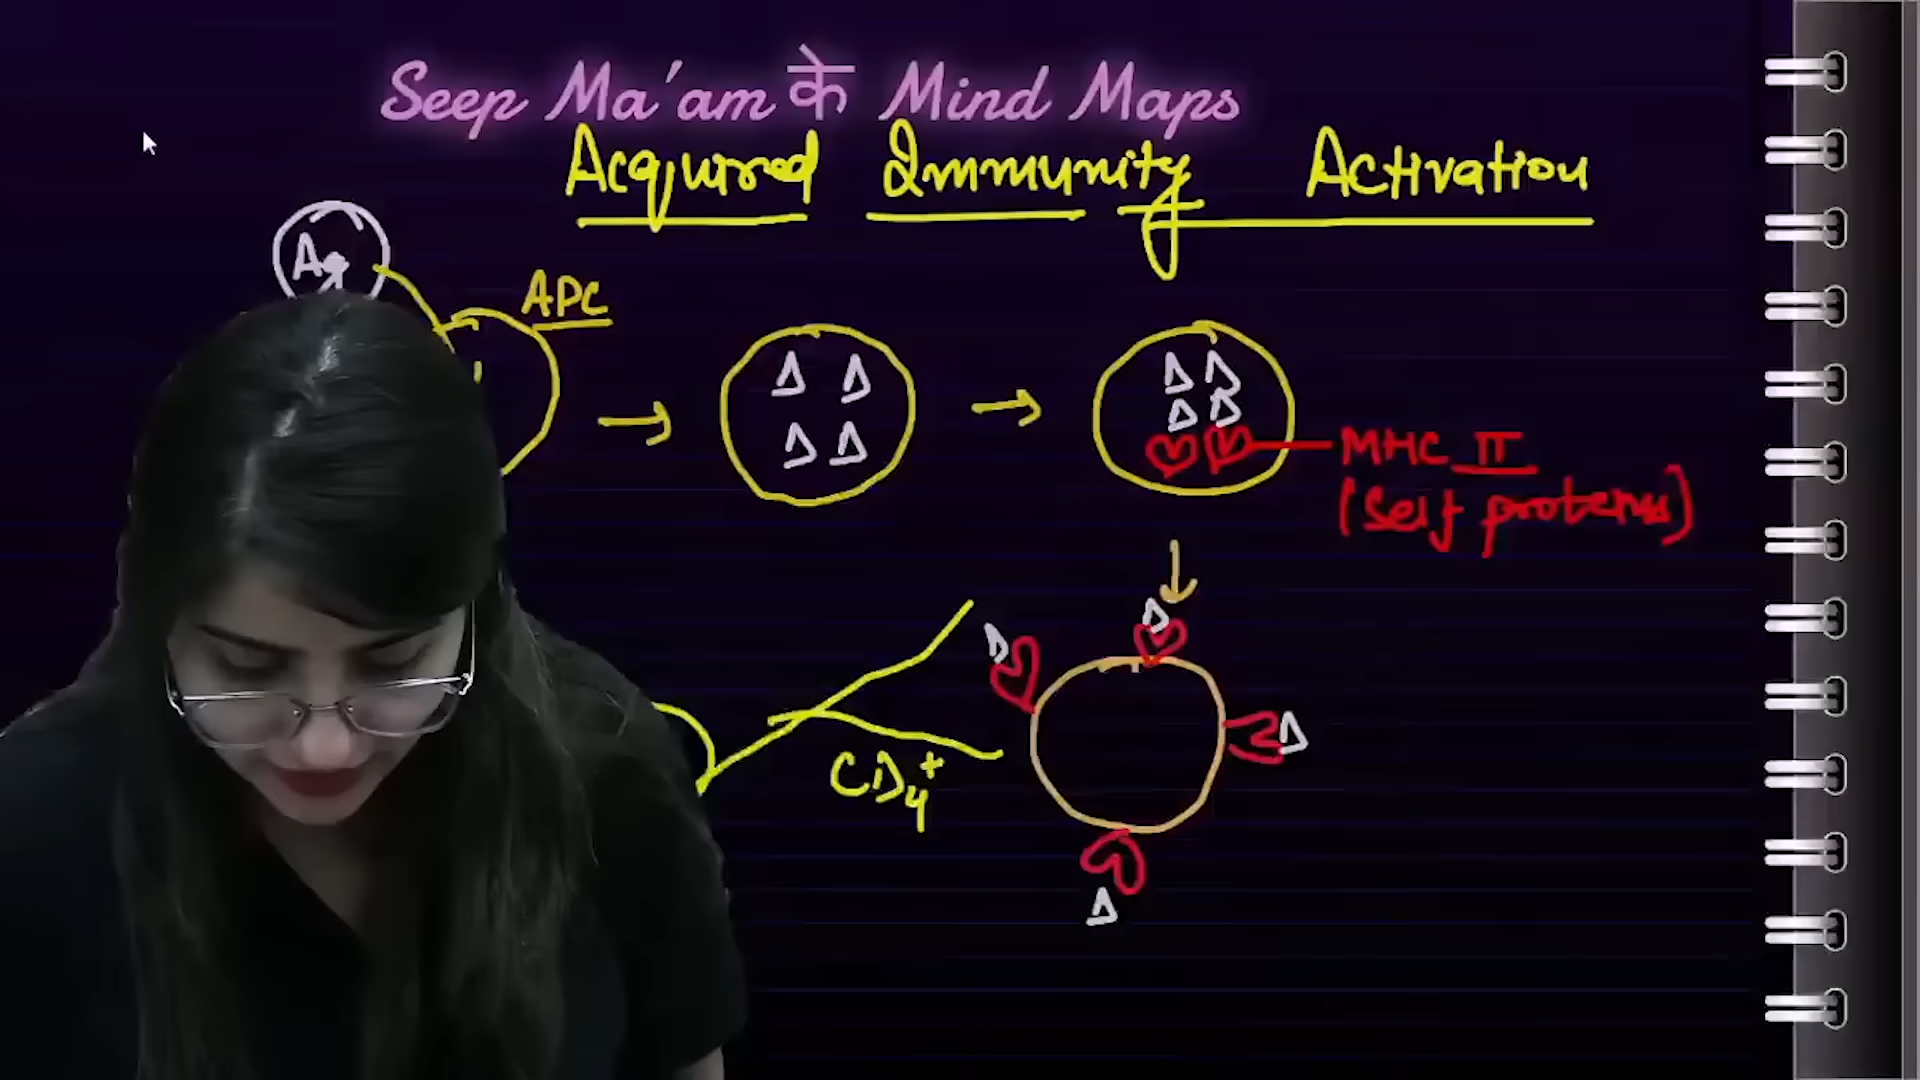 Seep Ma'am के Mind Maps
Acquired Immunity Activation
Ag
APC
Δ Δ
Δ Δ
Δ Δ
Δ Δ
MHC II
(self proteins)
Δ
Δ
Δ
CD4+
Δ